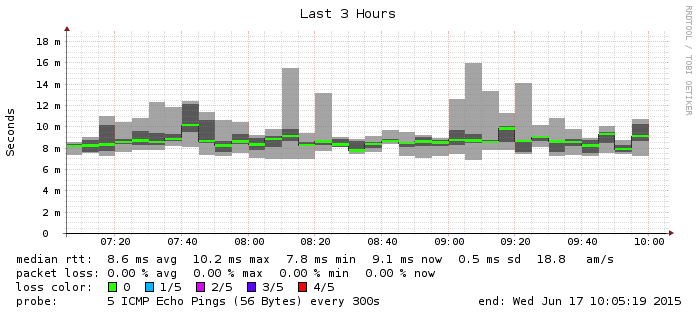 Last 3 Hours
RRDTOOL / TOBI OETIKER
Seconds
18 m
16 m
14 m
12 m
10 m
8 m
6 m
4 m
2 m
0
07:20 07:40 08:00 08:20 08:40 09:00 09:20 09:40 10:00
median rtt: 8.6 ms avg 10.2 ms max 7.8 ms min 9.1 ms now 0.5 ms sd 18.8 am/s
packet loss: 0.00 % avg 0.00 % max 0.00 % min 0.00 % now
loss color: 0 1/5 2/5 3/5 4/5
probe: 5 ICMP Echo Pings (56 Bytes) every 300s end: Wed Jun 17 10:05:19 2015